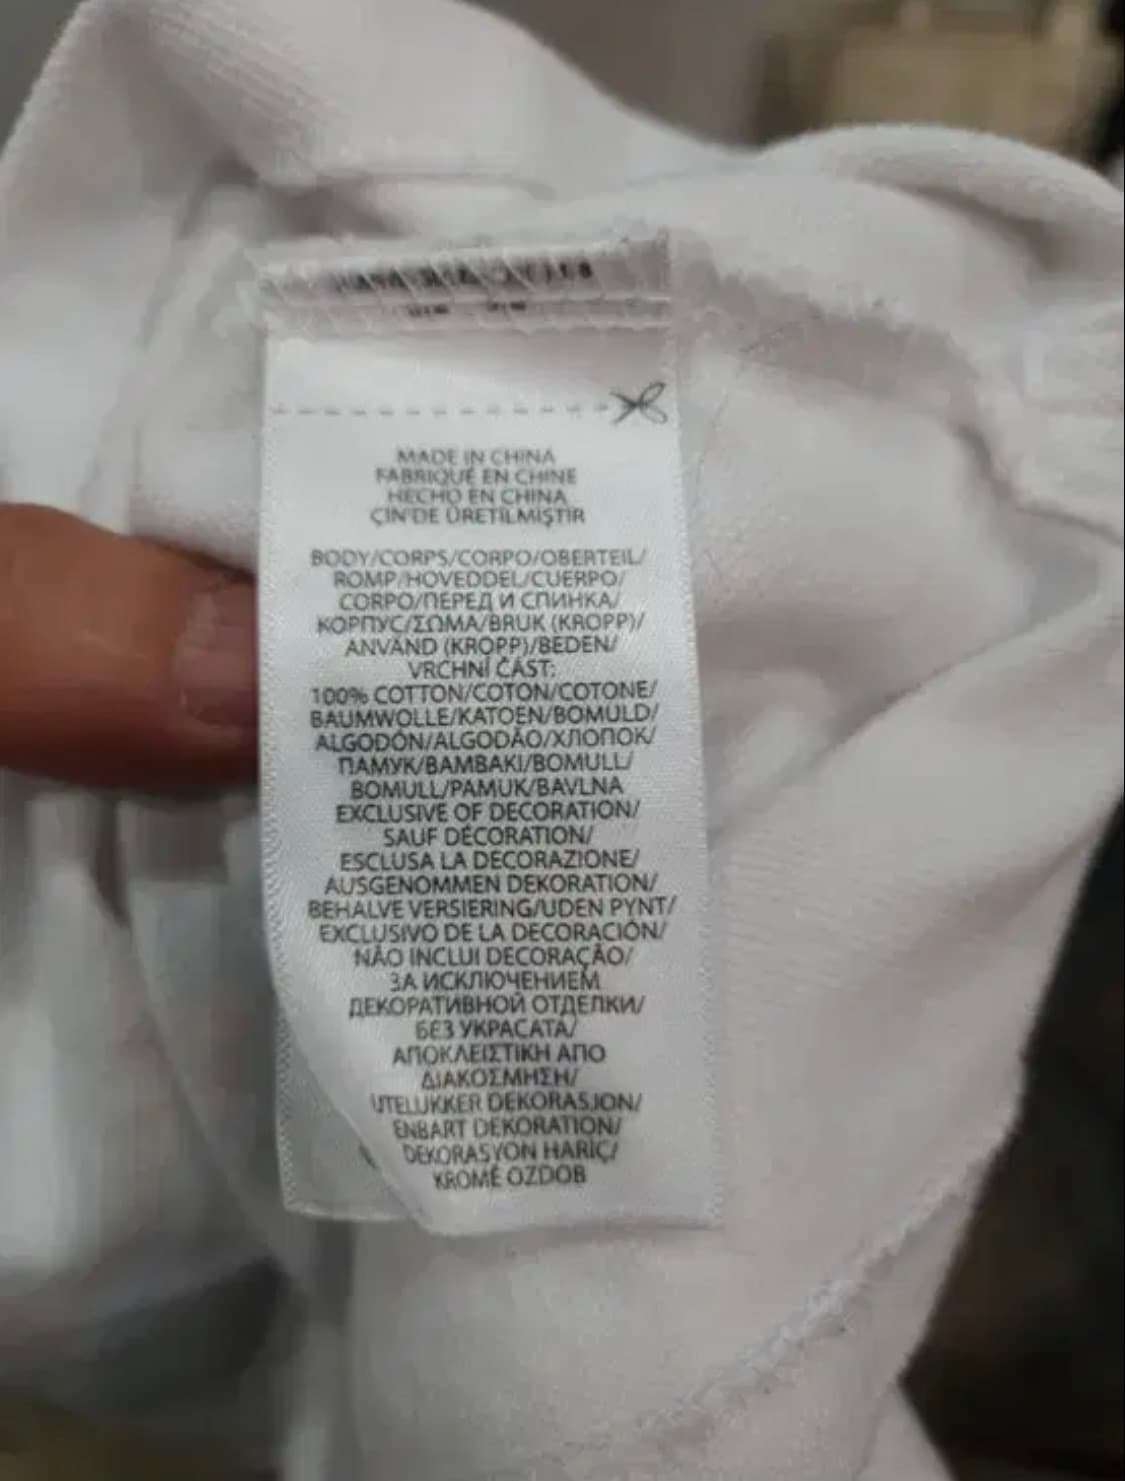 MADE IN CHINA
FABRIQUÉ EN CHINE
HECHO EN CHINA
ÇİN'DE ÜRETİLMİŞTİR
BODY/CORPS/CORPO/OBERTEIL/
ROMP/HOVEDDEL/CUERPO/
CORPO/ПЕРЕД И СПИНКА/
КОРПУС/ΣΩΜΑ/BRUK (KROPP)/
ANVÄND (KROPP)/BEDEN/
VRCHNÍ ČÁST:
100% COTTON/COTON/COTONE/
BAUMWOLLE/KATOEN/BOMULD/
ALGODÓN/ALGODÃO/ХЛОПОК/
ПАМУК/ΒΑΜΒΑΚΙ/BOMULL/
BOMULL/PAMUK/BAVLNA
EXCLUSIVE OF DECORATION/
SAUF DÉCORATION/
ESCLUSA LA DECORAZIONE/
AUSGENOMMEN DEKORATION/
BEHALVE VERSIERING/UDEN PYNT/
EXCLUSIVO DE LA DECORACIÓN/
NÃO INCLUI DECORAÇÃO/
ЗА ИСКЛЮЧЕНИЕМ
ДЕКОРАТИВНОЙ ОТДЕЛКИ/
БЕЗ УКРАСАТА/
ΑΠΟΚΛΕΙΣΤΙΚΗ ΑΠΟ
ΔΙΑΚΟΣΜΗΣΗ/
UTELUKKER DEKORASJON/
ENBART DEKORATION/
DEKORASYON HARİÇ/
KROMĚ OZDOB